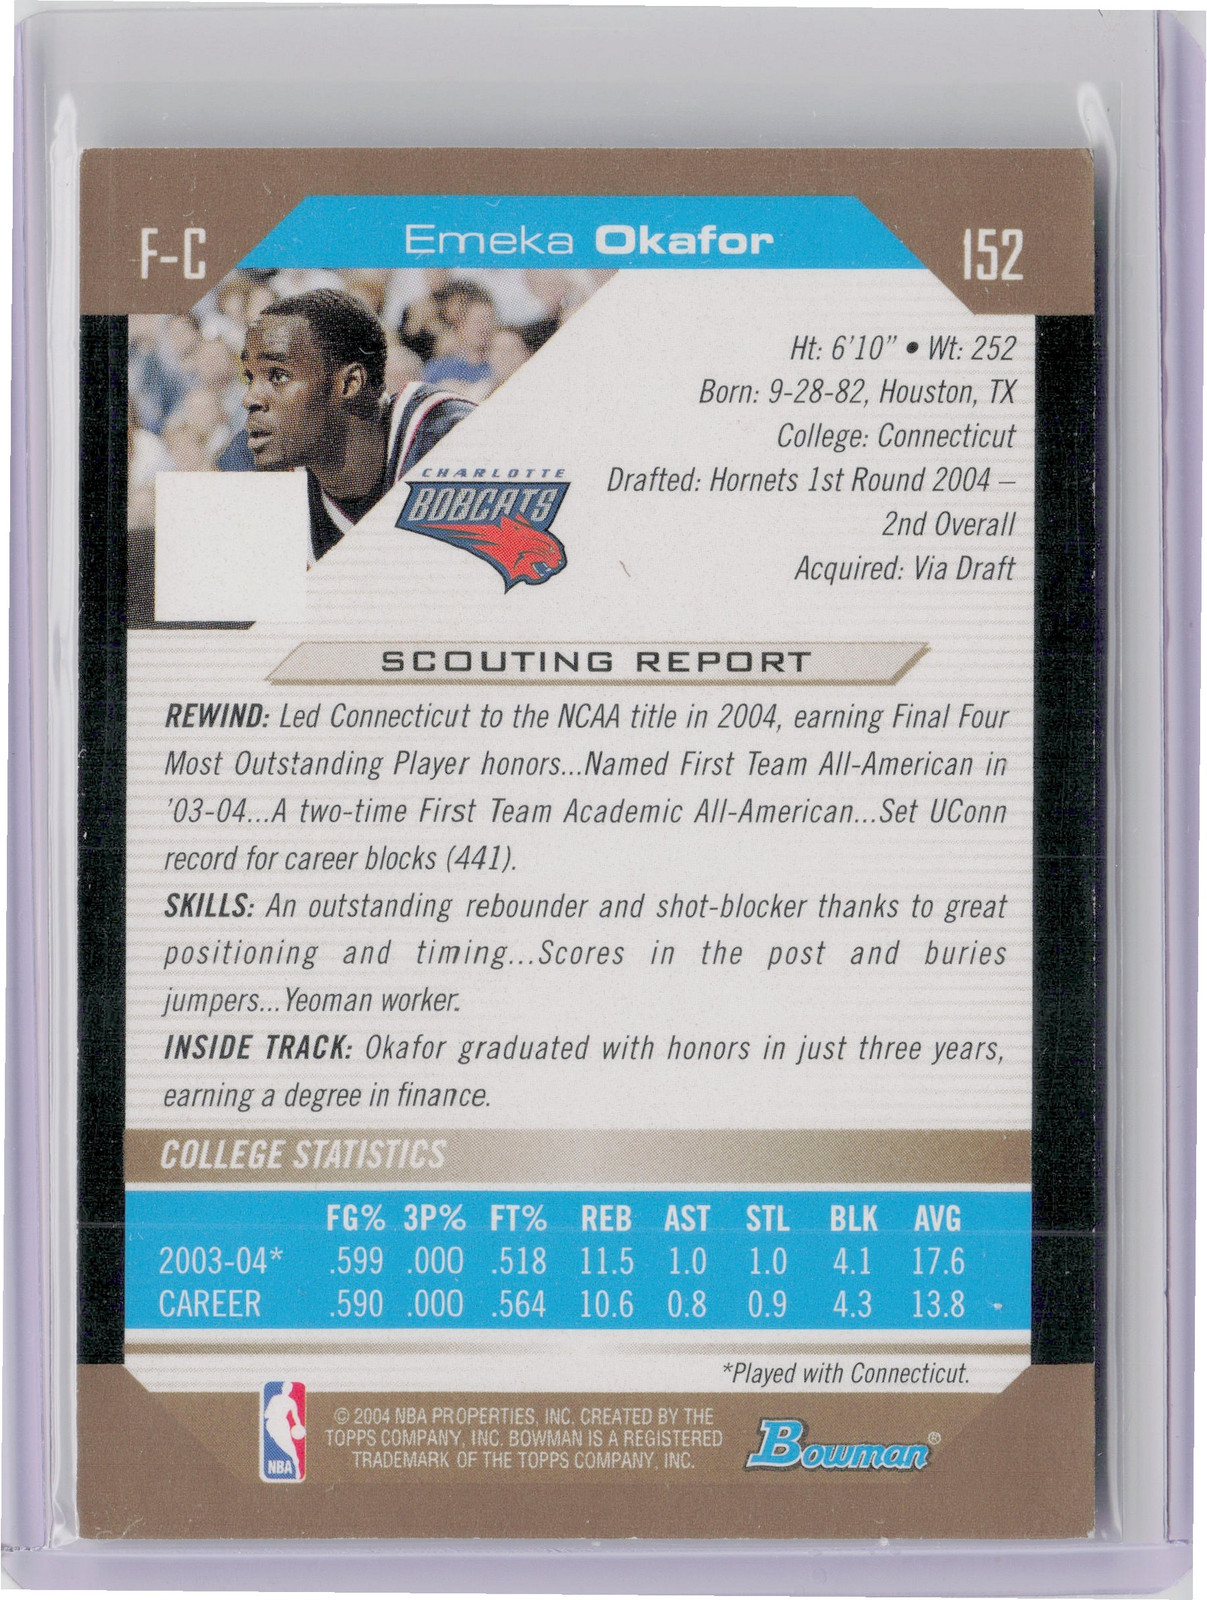 F-C
Emeka Okafor
152
Ht: 6'10" • Wt: 252
Born: 9-28-82, Houston, TX
College: Connecticut
Drafted: Hornets 1st Round 2004 –
2nd Overall
Acquired: Via Draft
CHARLOTTE
BOBCATS
SCOUTING REPORT
REWIND: Led Connecticut to the NCAA title in 2004, earning Final Four
Most Outstanding Player honors...Named First Team All-American in
'03-04...A two-time First Team Academic All-American...Set UConn
record for career blocks (441).
SKILLS: An outstanding rebounder and shot-blocker thanks to great
positioning and timing...Scores in the post and buries
jumpers...Yeoman worker.
INSIDE TRACK: Okafor graduated with honors in just three years,
earning a degree in finance.
COLLEGE STATISTICS
FG% 3P% FT% REB AST STL BLK AVG
2003-04* .599 .000 .518 11.5 1.0 1.0 4.1 17.6
CAREER .590 .000 .564 10.6 0.8 0.9 4.3 13.8
*Played with Connecticut.
NBA
© 2004 NBA PROPERTIES, INC. CREATED BY THE
TOPPS COMPANY, INC. BOWMAN IS A REGISTERED
TRADEMARK OF THE TOPPS COMPANY, INC.
Bowman®